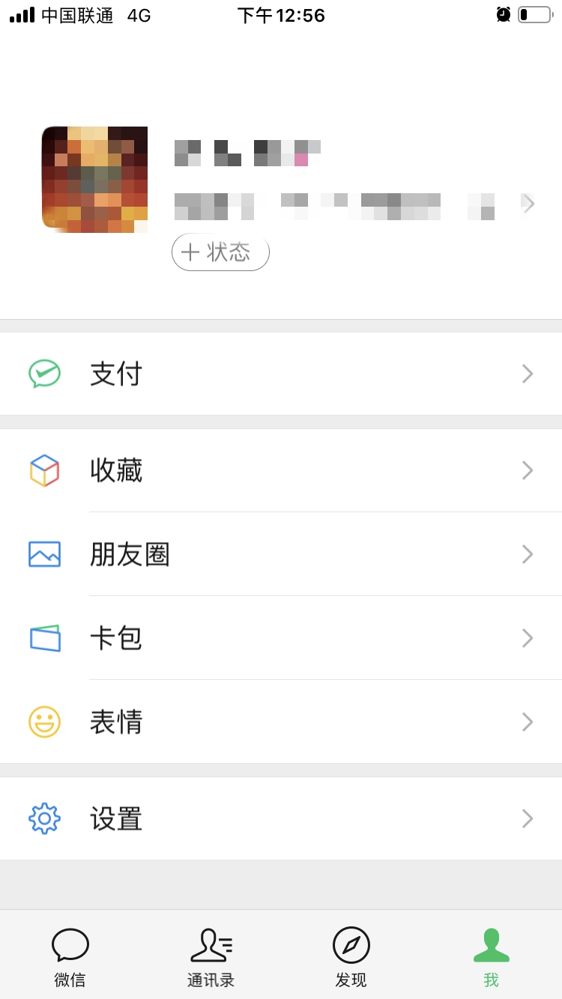 中国联通 4G 下午12:56
状态
支付
收藏
朋友圈
卡包
表情
设置
微信 通讯录 发现 我